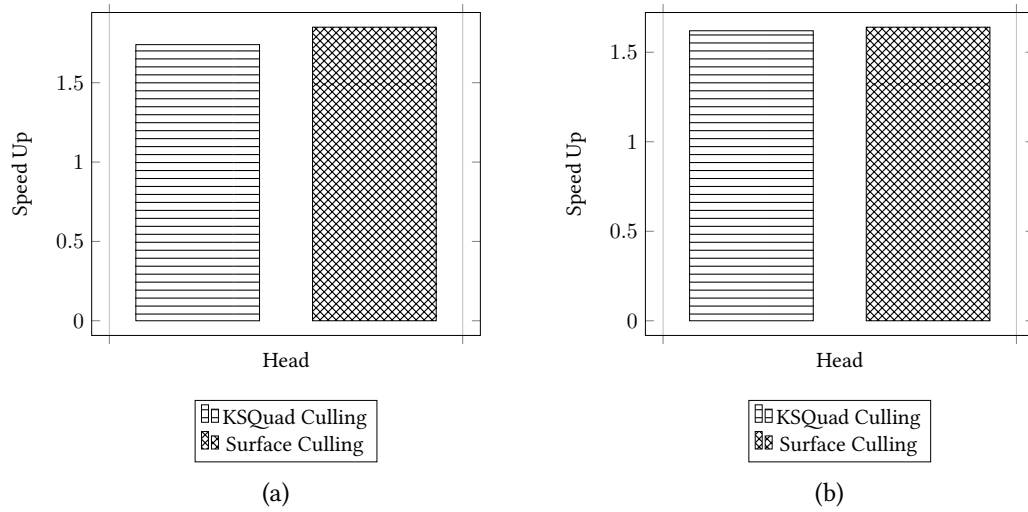 1.5
1
0.5
0
Speed Up
Head
KSQuad Culling
Surface Culling
(a)
1.5
1
0.5
0
Speed Up
Head
KSQuad Culling
Surface Culling
(b)